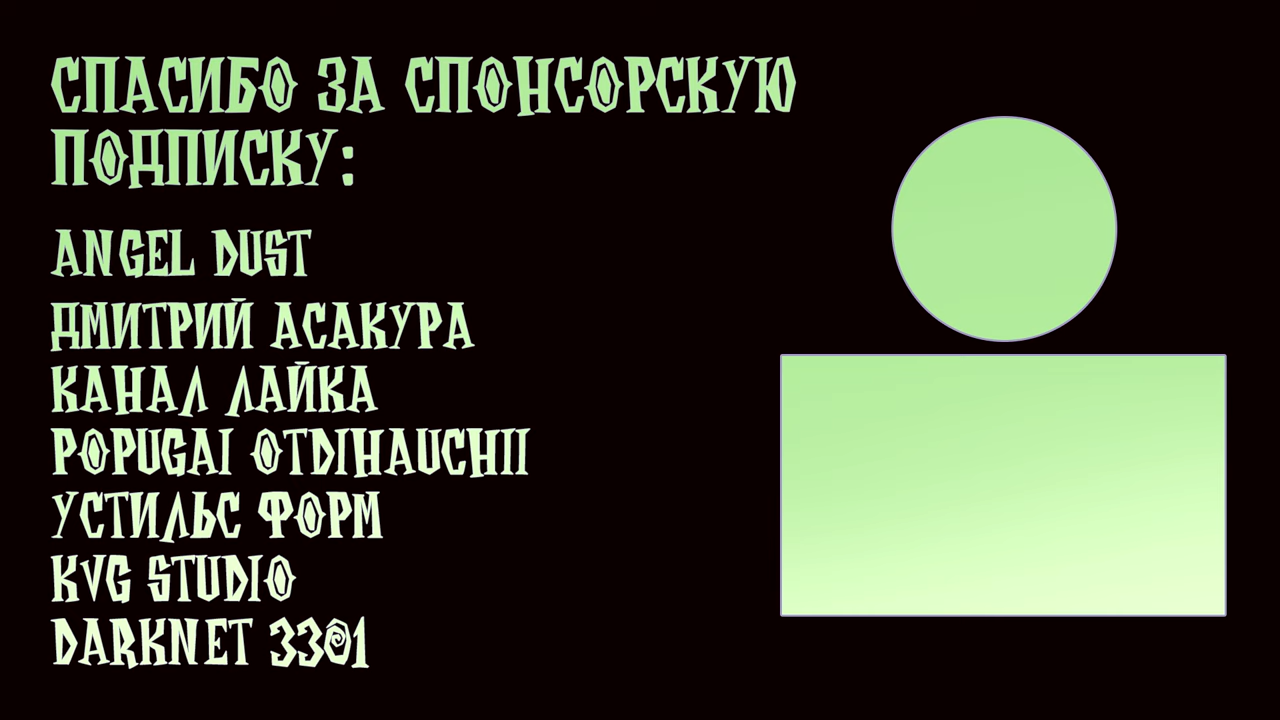 СПАСИБО ЗА СПОНСОРСКУЮ
ПОДПИСКУ:
ANGEL DUST
ДМИТРИЙ АСАКУРА
КАНАЛ ЛАЙКА
POPUGAI OTDIHAUCHII
УСТИЛЬС ФОРМ
KVG STUDIO
DARKNET 3301